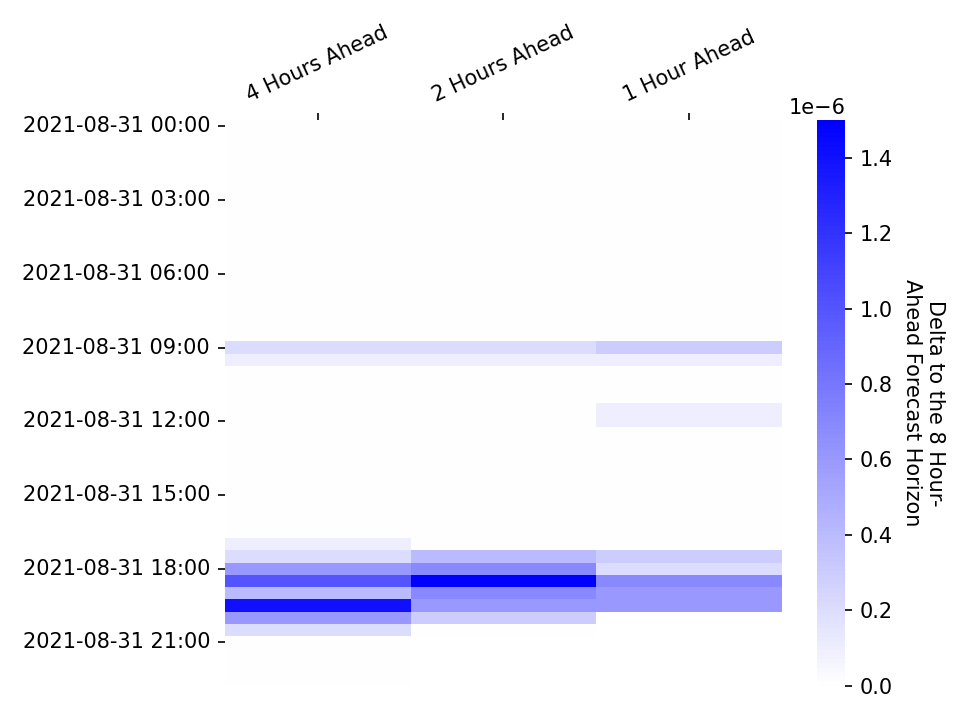 4 Hours Ahead
2 Hours Ahead
1 Hour Ahead
1e−6
2021-08-31 00:00
2021-08-31 03:00
2021-08-31 06:00
2021-08-31 09:00
2021-08-31 12:00
2021-08-31 15:00
2021-08-31 18:00
2021-08-31 21:00
1.4
1.2
1.0
0.8
0.6
0.4
0.2
0.0
Delta to the 8 Hour-
Ahead Forecast Horizon